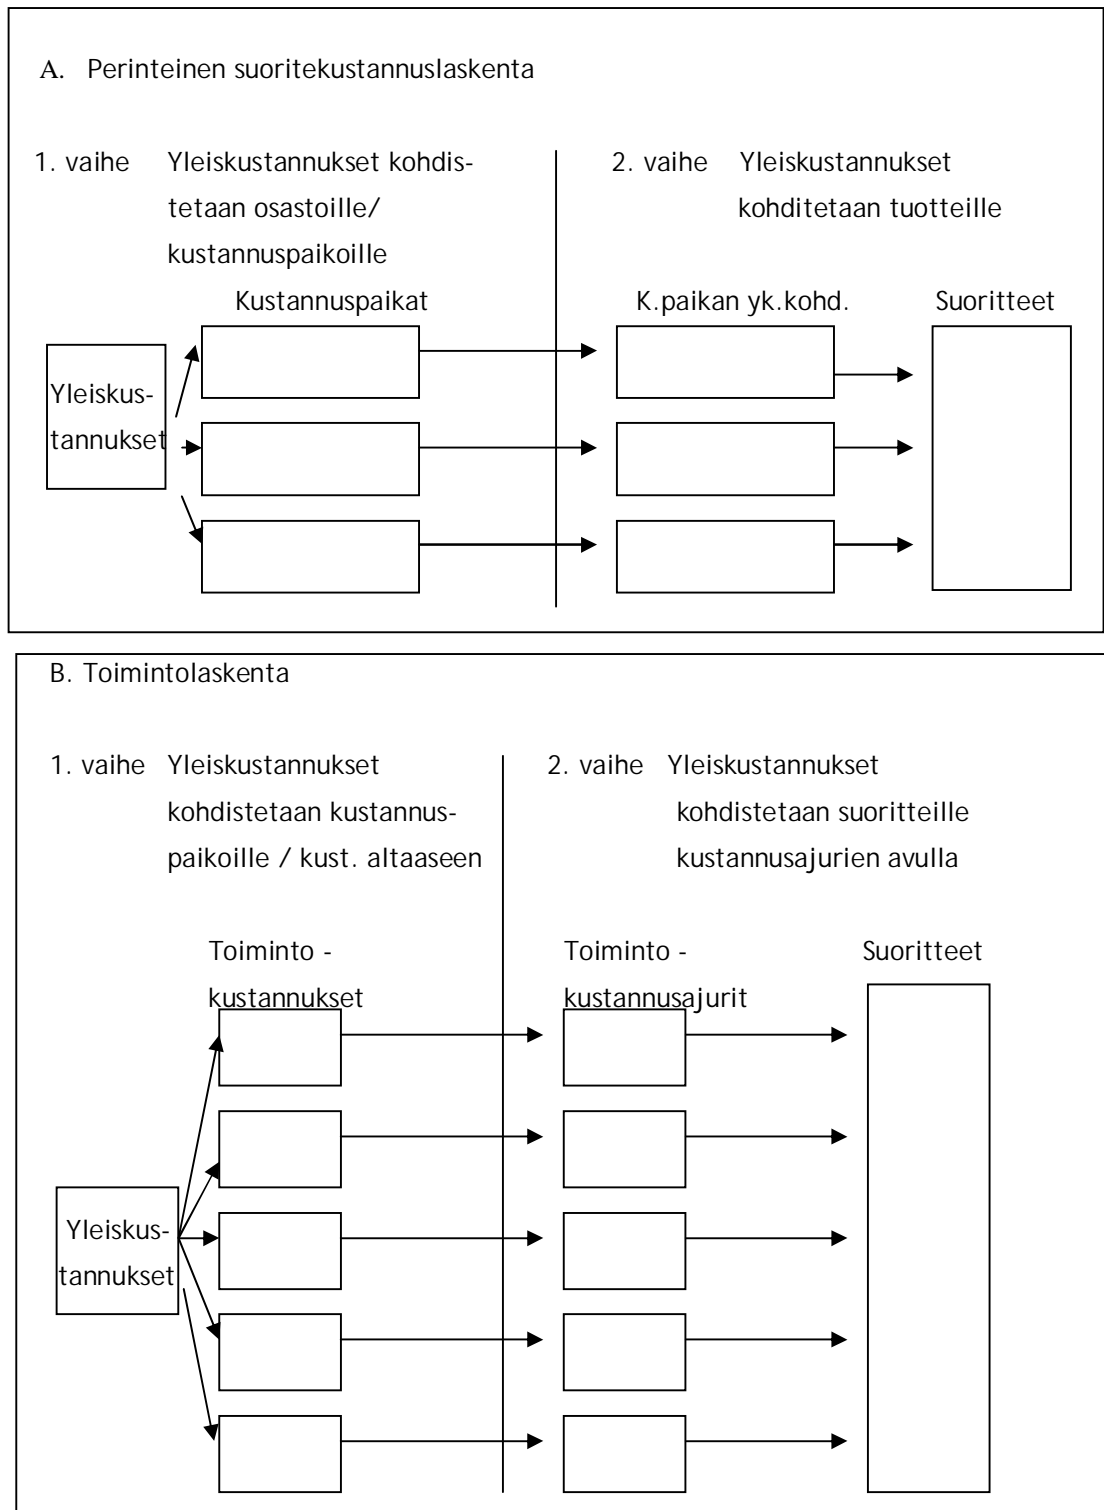 A. Perinteinen suoritekustannuslaskenta
1. vaihe Yleiskustannukset kohdis-
tetaan osastoille/
kustannuspaikoille
2. vaihe Yleiskustannukset
kohditetaan tuotteille
Kustannuspaikat
K.paikan yk.kohd.
Suoritteet
Yleiskus-
tannukset
B. Toimintolaskenta
1. vaihe Yleiskustannukset
kohdistetaan kustannus-
paikoille / kust. altaaseen
2. vaihe Yleiskustannukset
kohdistetaan suoritteille
kustannusajurien avulla
Toiminto -
kustannukset
Toiminto -
kustannusajurit
Suoritteet
Yleiskus-
tannukset